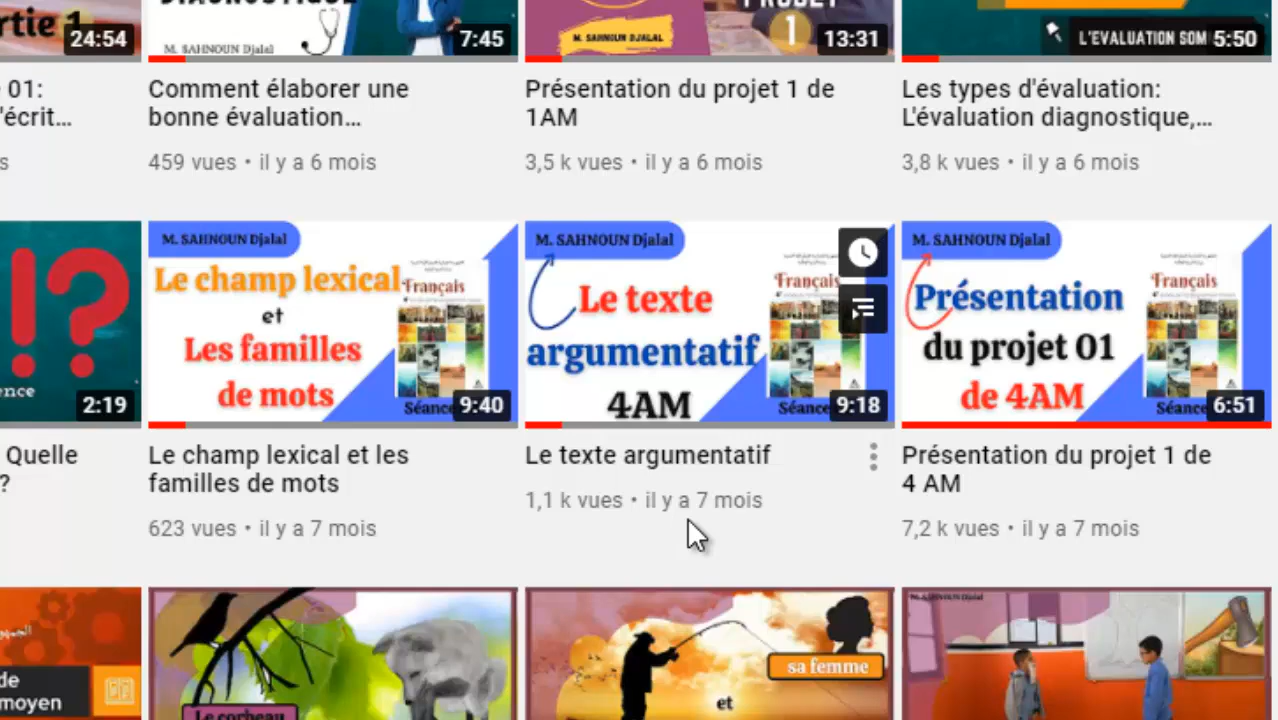 rtie 1
24:54
M. SAHNOUN Djalal
7:45
M. SAHNOUN DJALAL
PROJET
1
13:31
L'EVALUATION SOM
5:50
01:
'écrit...
Comment élaborer une
bonne évaluation...
459 vues • il y a 6 mois
Présentation du projet 1 de
1AM
3,5 k vues • il y a 6 mois
Les types d'évaluation:
L'évaluation diagnostique,...
3,8 k vues • il y a 6 mois
!?
ence
2:19
M. SAHNOUN Djalal
Le champ lexical
et
Les familles
de mots
Français
Séance
9:40
M. SAHNOUN Djalal
Le texte
argumentatif
4AM
Français
Séance
9:18
M. SAHNOUN Djalal
Présentation
du projet 01
de 4AM
Français
Séance
6:51
Quelle
?
Le champ lexical et les
familles de mots
623 vues • il y a 7 mois
Le texte argumentatif
1,1 k vues • il y a 7 mois
Présentation du projet 1 de
4 AM
7,2 k vues • il y a 7 mois
de
moyen
Le corbeau
sa femme
et
M. SAHNOUN Djalal